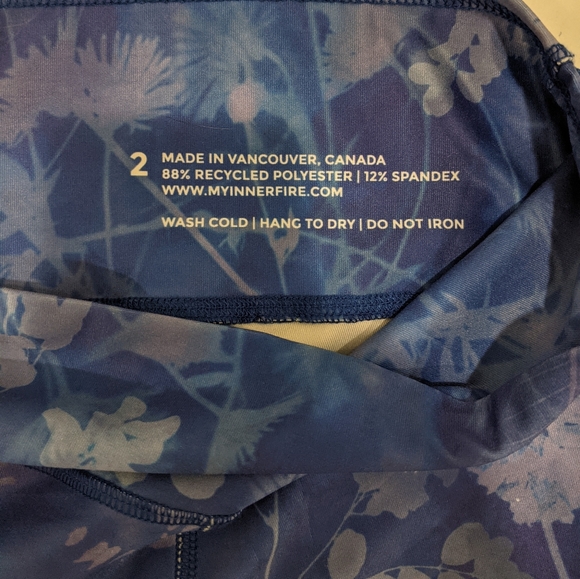 2
MADE IN VANCOUVER, CANADA
88% RECYCLED POLYESTER | 12% SPANDEX
WWW.MYINNERFIRE.COM
WASH COLD | HANG TO DRY | DO NOT IRON